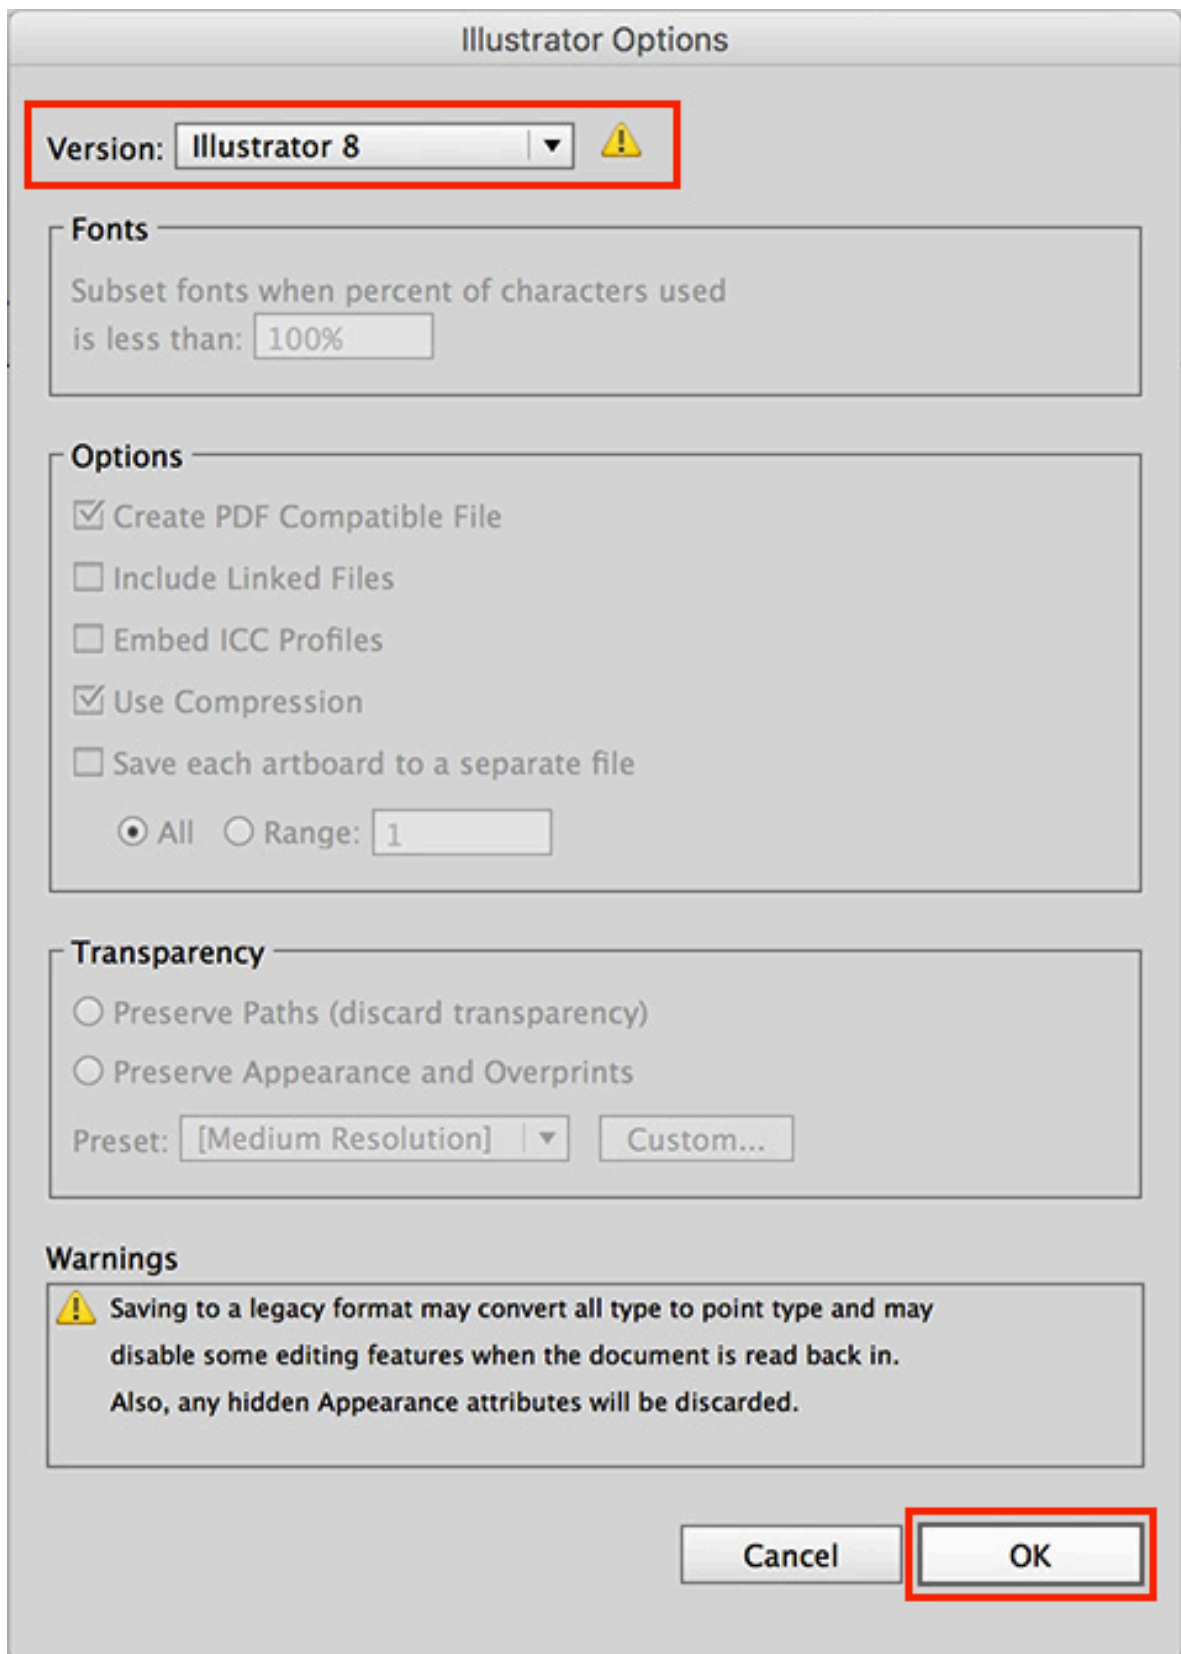 Illustrator Options
Version: Illustrator 8
Fonts
Subset fonts when percent of characters used
is less than: 100%
Options
Create PDF Compatible File
Include Linked Files
Embed ICC Profiles
Use Compression
Save each artboard to a separate file
All Range: 1
Transparency
Preserve Paths (discard transparency)
Preserve Appearance and Overprints
Preset: [Medium Resolution] Custom...
Warnings
Saving to a legacy format may convert all type to point type and may
disable some editing features when the document is read back in.
Also, any hidden Appearance attributes will be discarded.
Cancel OK